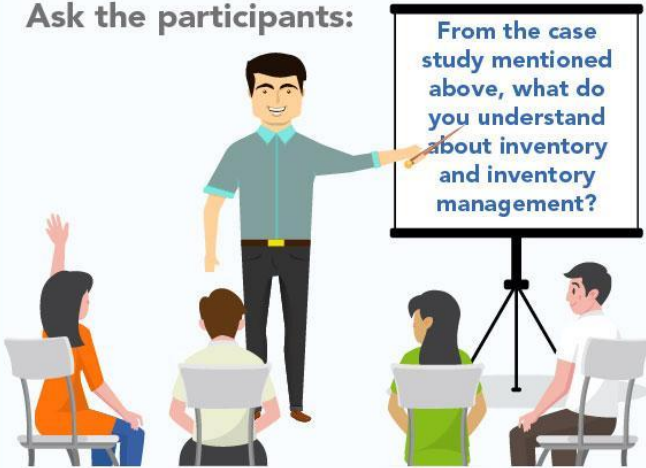 Ask the participants:
From the case
study mentioned
above, what do
you understand
about inventory
and inventory
management?